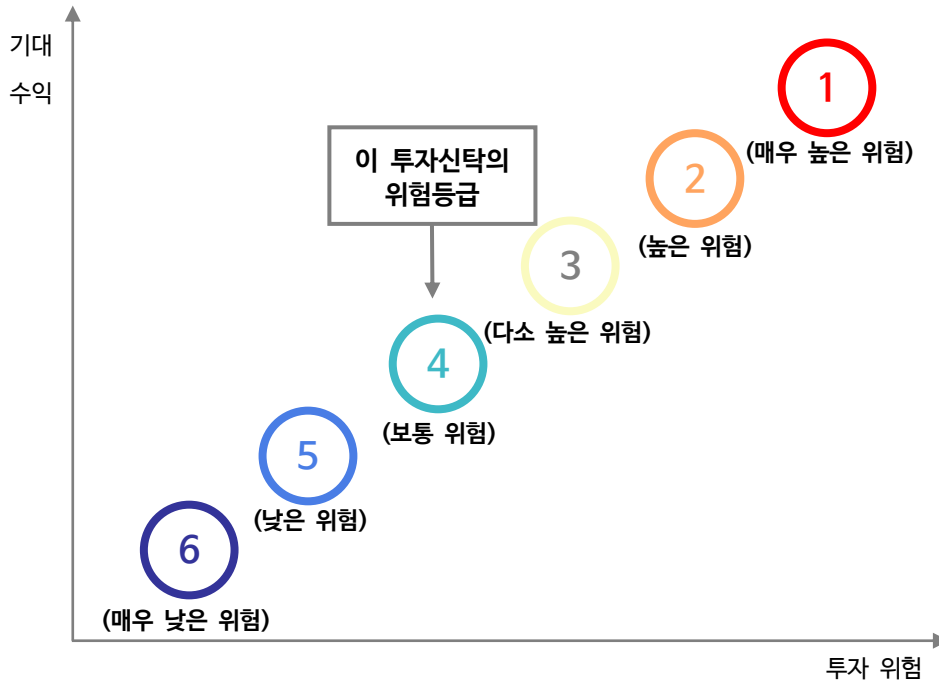 기대
수익
1
(매우 높은 위험)
이 투자신탁의
위험등급
2
(높은 위험)
3
(다소 높은 위험)
4
(보통 위험)
5
(낮은 위험)
6
(매우 낮은 위험)
투자 위험